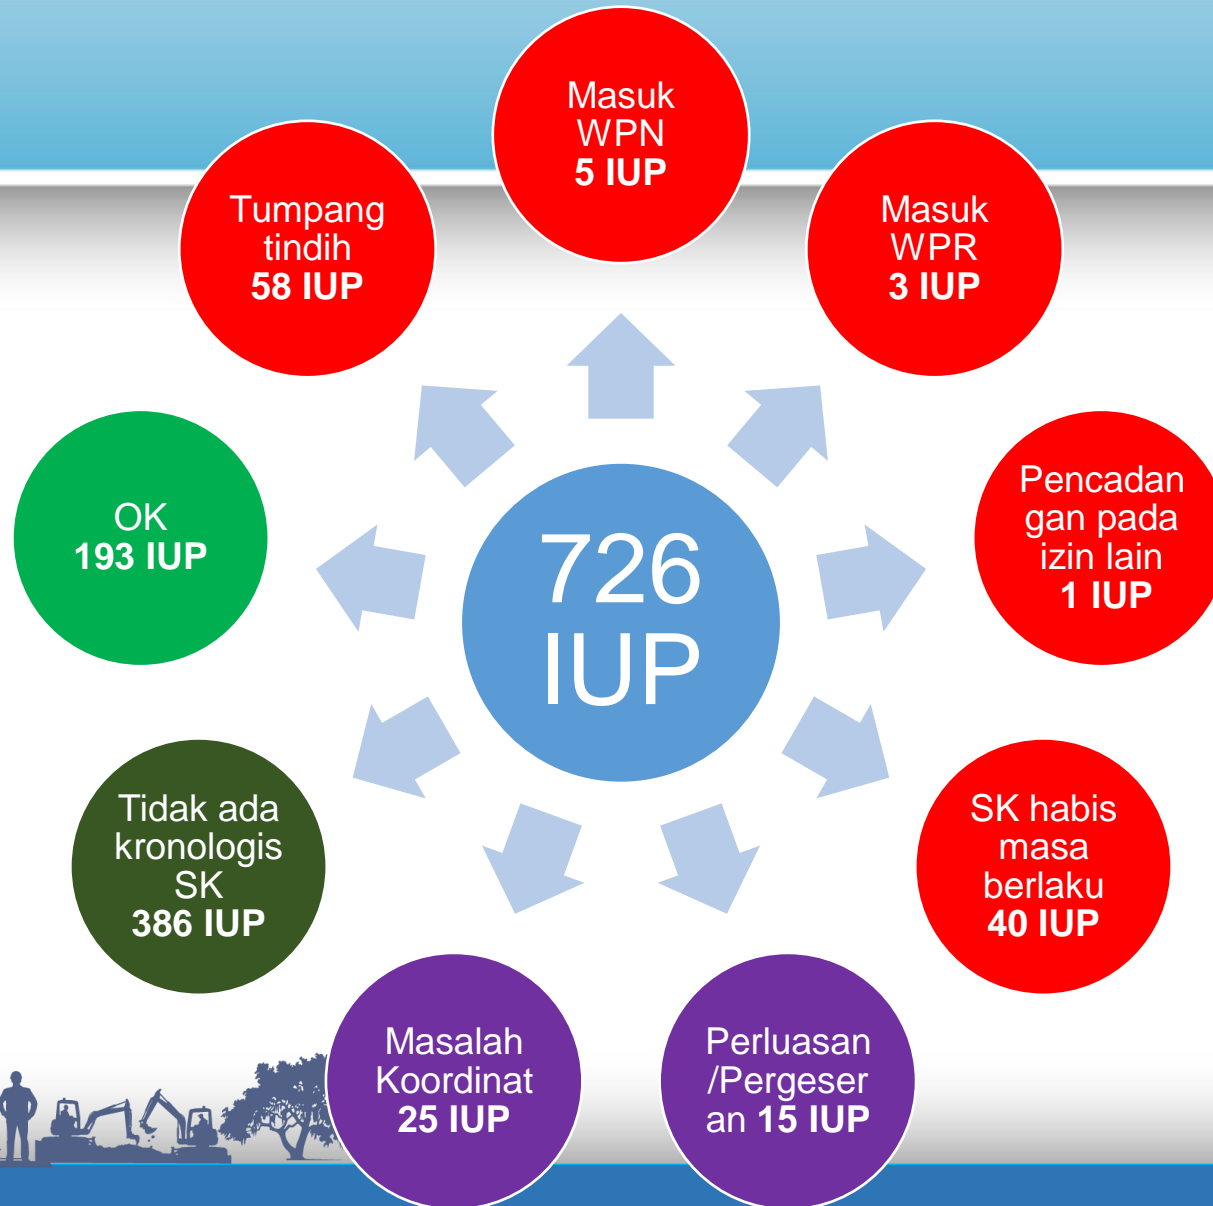 Masuk
WPN
5 IUP
Masuk
WPR
3 IUP
Pencadan
gan pada
izin lain
1 IUP
SK habis
masa
berlaku
40 IUP
Perluasan
/Pergeser
an 15 IUP
Masalah
Koordinat
25 IUP
Tidak ada
kronologis
SK
386 IUP
OK
193 IUP
Tumpang
tindih
58 IUP
726
IUP